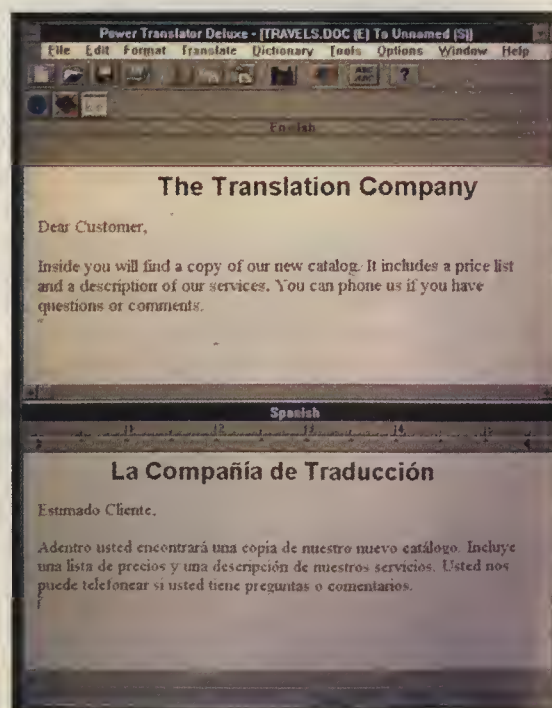 Power Translator Deluxe - [TRAVELS.DOC (E) To Unnamed (S)]
File Edit Format Translate Dictionary Tools Options Window Help
ABC
ABC
?
English
The Translation Company
Dear Customer,
Inside you will find a copy of our new catalog. It includes a price list
and a description of our services. You can phone us if you have
questions or comments.
Spanish
La Compañía de Traducción
Estimado Cliente,
Adentro usted encontrará una copia de nuestro nuevo catálogo. Incluye
una lista de precios y una descripción de nuestros servicios. Usted nos
puede telefonear si usted tiene preguntas o comentarios.